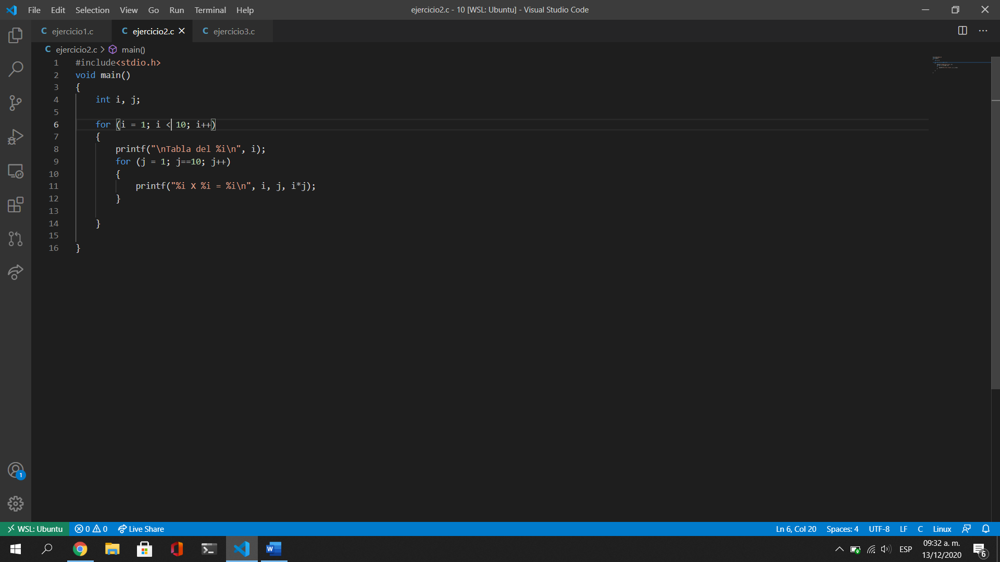 File Edit Selection View Go Run Terminal Help ejercicio2.c - 10 [WSL: Ubuntu] - Visual Studio Code
C ejercicio1.c C ejercicio2.c C ejercicio3.c
C ejercicio2.c > main()
1 #include<stdio.h>
2 void main()
3 {
4 int i, j;
5
6 for (i = 1; i < 10; i++)
7 {
8 printf("\nTabla del %i\n", i);
9 for (j = 1; j==10; j++)
10 {
11 printf("%i X %i = %i\n", i, j, i*j);
12 }
13
14 }
15
16 }
1
WSL: Ubuntu 0 0 Live Share Ln 6, Col 20 Spaces: 4 UTF-8 LF C Linux
ESP 09:32 a. m.
13/12/2020 6